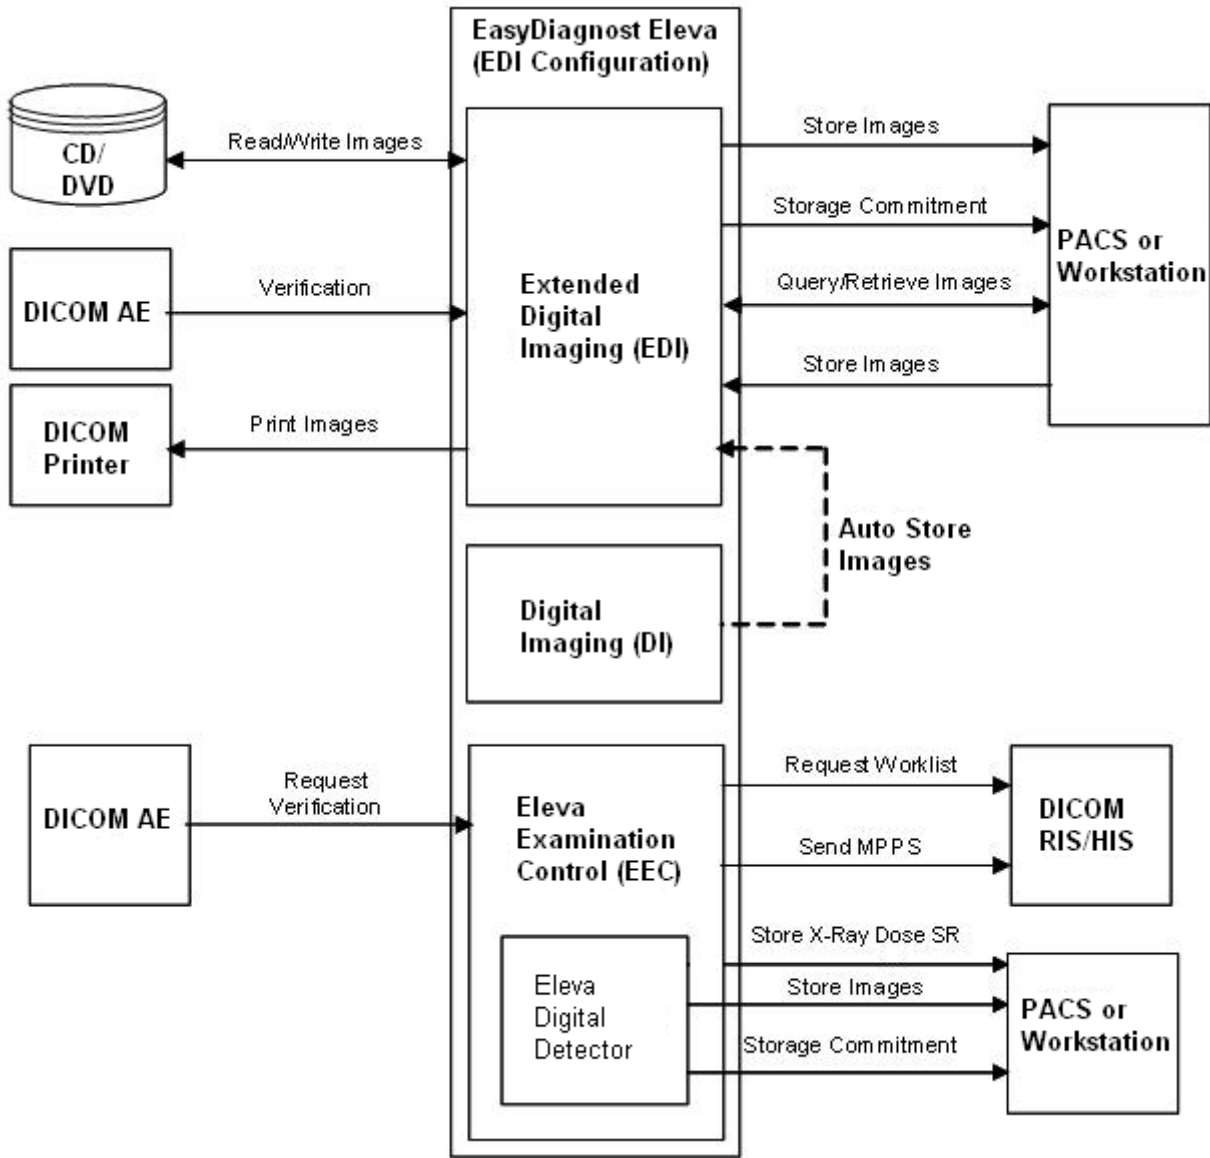 EasyDiagnost Eleva
(EDI Configuration)
CD/
DVD
Read/Write Images
Store Images
Storage Commitment
PACS or
Workstation
DICOM AE
Verification
Extended
Digital
Imaging (EDI)
Query/Retrieve Images
Store Images
DICOM
Printer
Print Images
Auto Store
Images
Digital
Imaging (DI)
DICOM AE
Request
Verification
Eleva
Examination
Control (EEC)
Request Worklist
Send MPPS
DICOM
RIS/HIS
Store X-Ray Dose SR
Eleva
Digital
Detector
Store Images
Storage Commitment
PACS or
Workstation